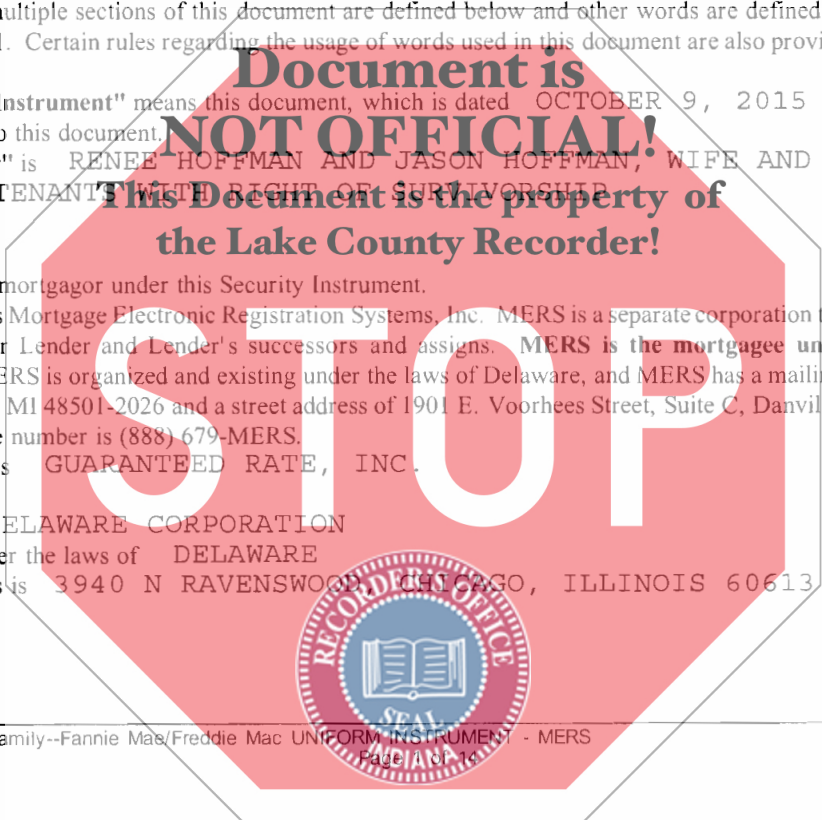 ultiple sections of this document are defined below and other words are defined
. Certain rules regarding the usage of words used in this document are also provi
Document is
Instrument" means this document, which is dated OCTOBER 9, 2015
o this document.
NOT OFFICIAL!
" is RENEE HOFFMAN AND JASON HOFFMAN, WIFE AND
TENANTS WITH RIGHT OF SURVIVORSHIP
This Document is the property of
the Lake County Recorder!
mortgagor under this Security Instrument.
s Mortgage Electronic Registration Systems, Inc. MERS is a separate corporation t
r Lender and Lender's successors and assigns. MERS is the mortgagee un
ERS is organized and existing under the laws of Delaware, and MERS has a mailin
MI 48501-2026 and a street address of 1901 E. Voorhees Street, Suite C, Danvil
e number is (888) 679-MERS.
STOP
s GUARANTEED RATE, INC.
ELAWARE CORPORATION
er the laws of DELAWARE
s is 3940 N RAVENSWOOD, CHICAGO, ILLINOIS 60613
RECORDER'S OFFICE
SEAL
INDIANA
amily--Fannie Mae/Freddie Mac UNIFORM INSTRUMENT - MERS
Page 1 of 14